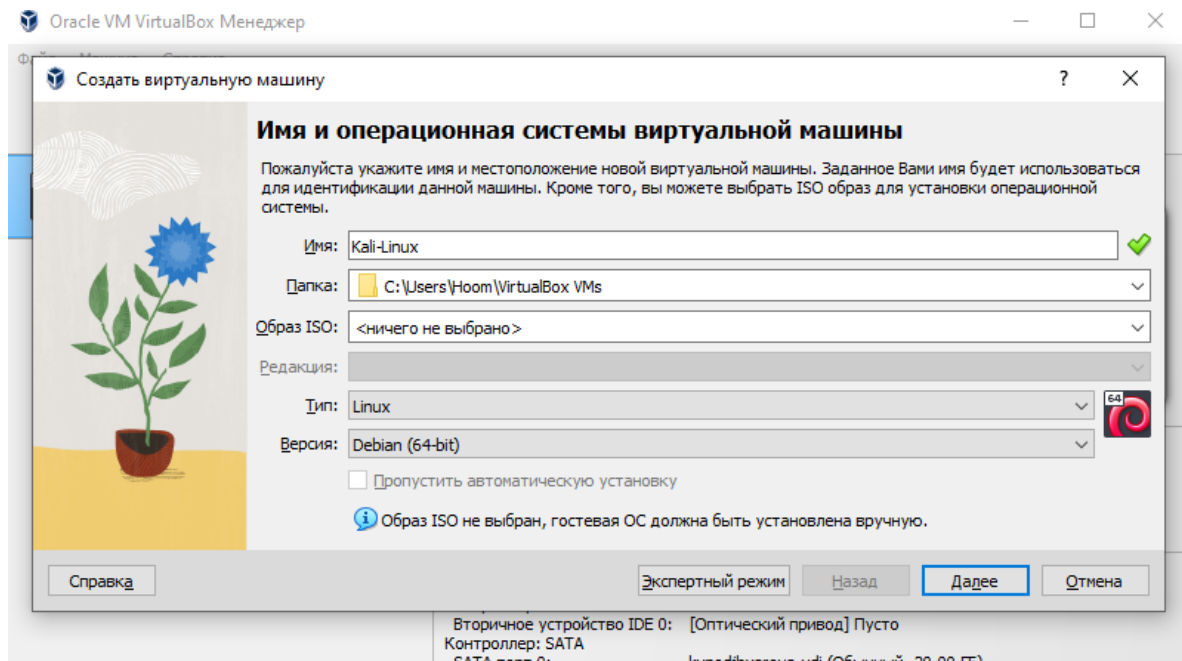 Oracle VM VirtualBox Менеджер
Создать виртуальную машину
?
Имя и операционная системы виртуальной машины
Пожалуйста укажите имя и местоположение новой виртуальной машины. Заданное Вами имя будет использоваться
для идентификации данной машины. Кроме того, вы можете выбрать ISO образ для установки операционной
системы.
Имя: Kali-Linux
Папка: C:\Users\Hoom\VirtualBox VMs
Образ ISO: <ничего не выбрано>
Редакция:
Тип: Linux
64
Версия: Debian (64-bit)
Пропустить автоматическую установку
Образ ISO не выбран, гостевая ОС должна быть установлена вручную.
Справка Экспертный режим Назад Далее Отмена
Вторичное устройство IDE 0: [Оптический привод] Пусто
Контроллер: SATA